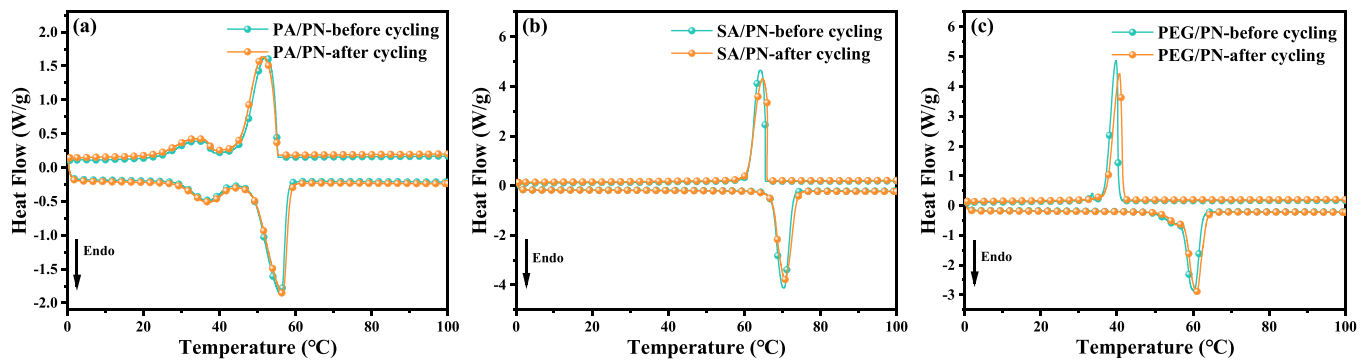 (a)
PA/PN-before cycling
PA/PN-after cycling
2.0
1.5
1.0
0.5
0.0
-0.5
-1.0
-1.5
-2.0
Heat Flow (W/g)
Endo
0 20 40 60 80 100
Temperature (°C)
(b)
SA/PN-before cycling
SA/PN-after cycling
6
4
2
0
-2
-4
Heat Flow (W/g)
Endo
0 20 40 60 80 100
Temperature (°C)
(c)
PEG/PN-before cycling
PEG/PN-after cycling
6
5
4
3
2
1
0
-1
-2
-3
Heat Flow (W/g)
Endo
0 20 40 60 80 100
Temperature (°C)